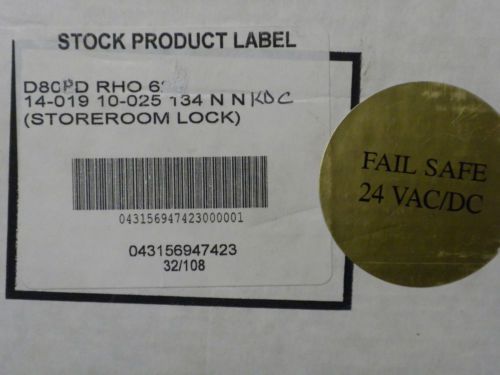 STOCK PRODUCT LABEL
RHO
14-019 10-025 134 N N KDC
(STOREROOM LOCK)
043156947423000001
043156947423
32/108
FAIL SAFE
24 VAC/DC